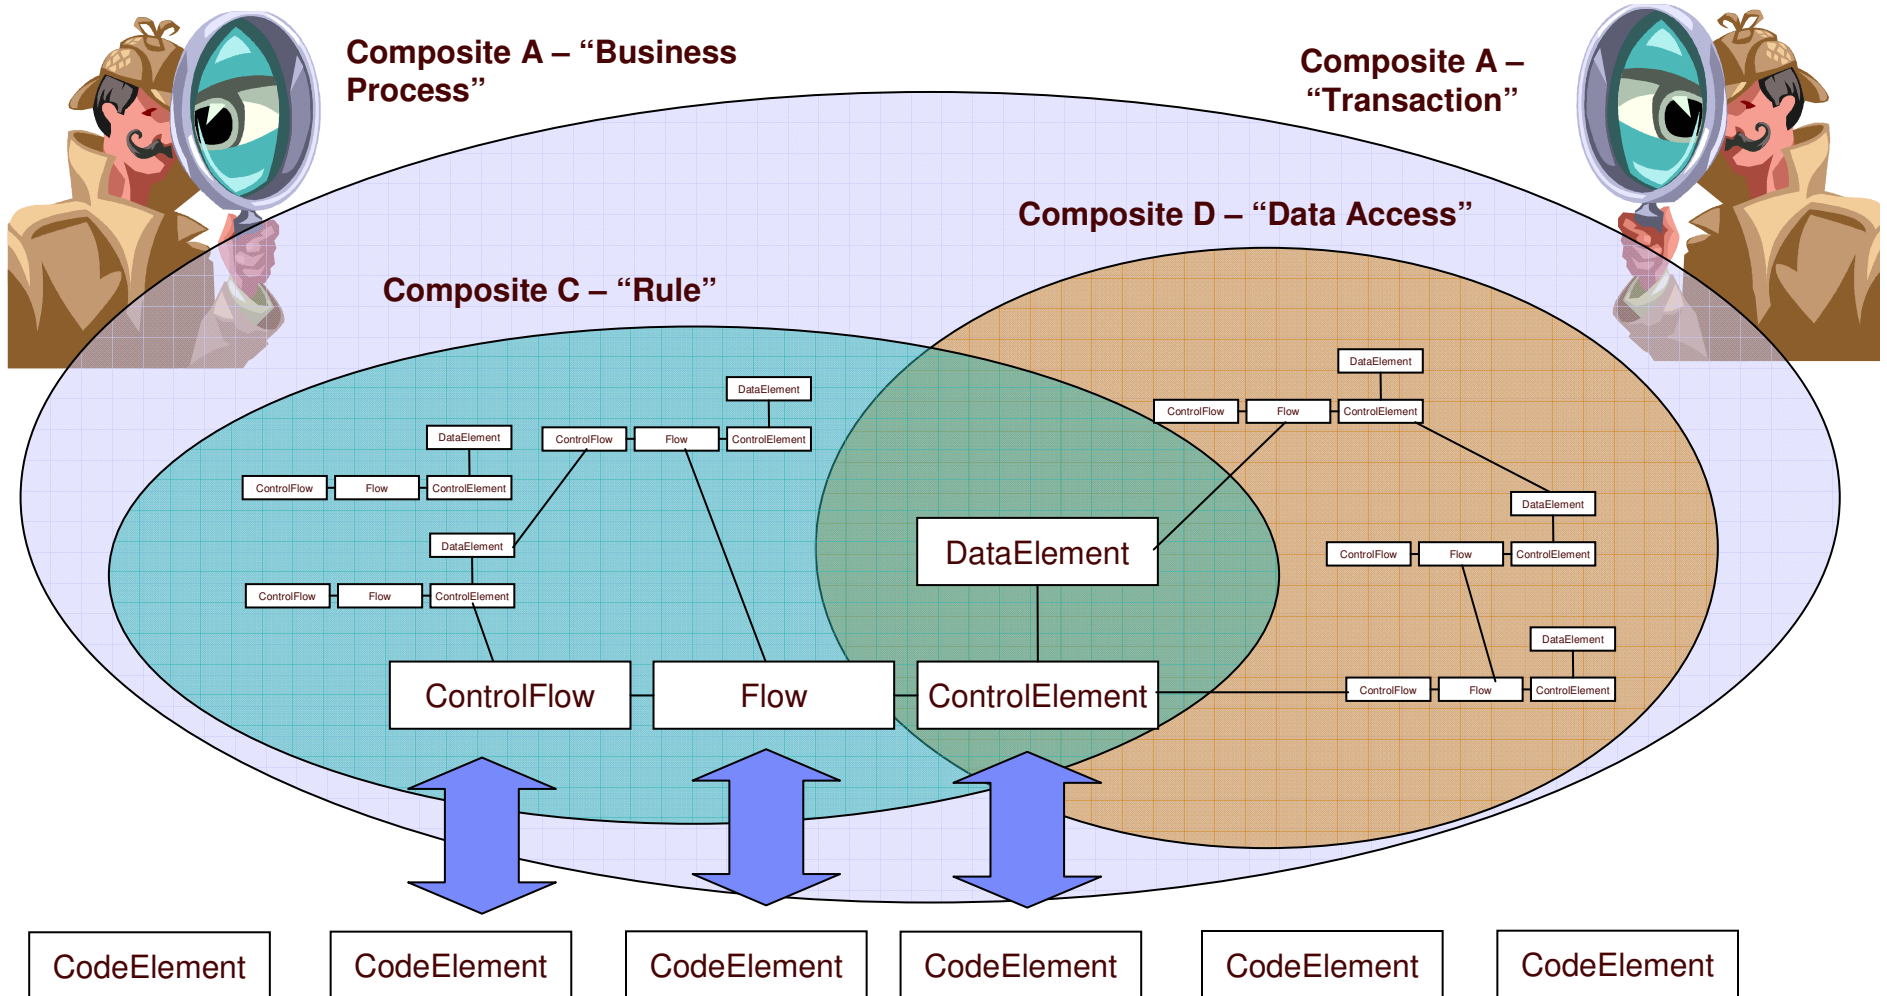 Composite A – “Business
Process”
Composite A –
“Transaction”
Composite D – “Data Access”
Composite C – “Rule”
DataElement
DataElement
ControlFlow
Flow
ControlElement
DataElement
ControlFlow
Flow
ControlElement
ControlFlow
Flow
ControlElement
DataElement
DataElement
ControlFlow
Flow
ControlElement
DataElement
ControlFlow
Flow
ControlElement
DataElement
DataElement
ControlFlow
Flow
ControlElement
ControlFlow
Flow
ControlElement
CodeElement
CodeElement
CodeElement
CodeElement
CodeElement
CodeElement